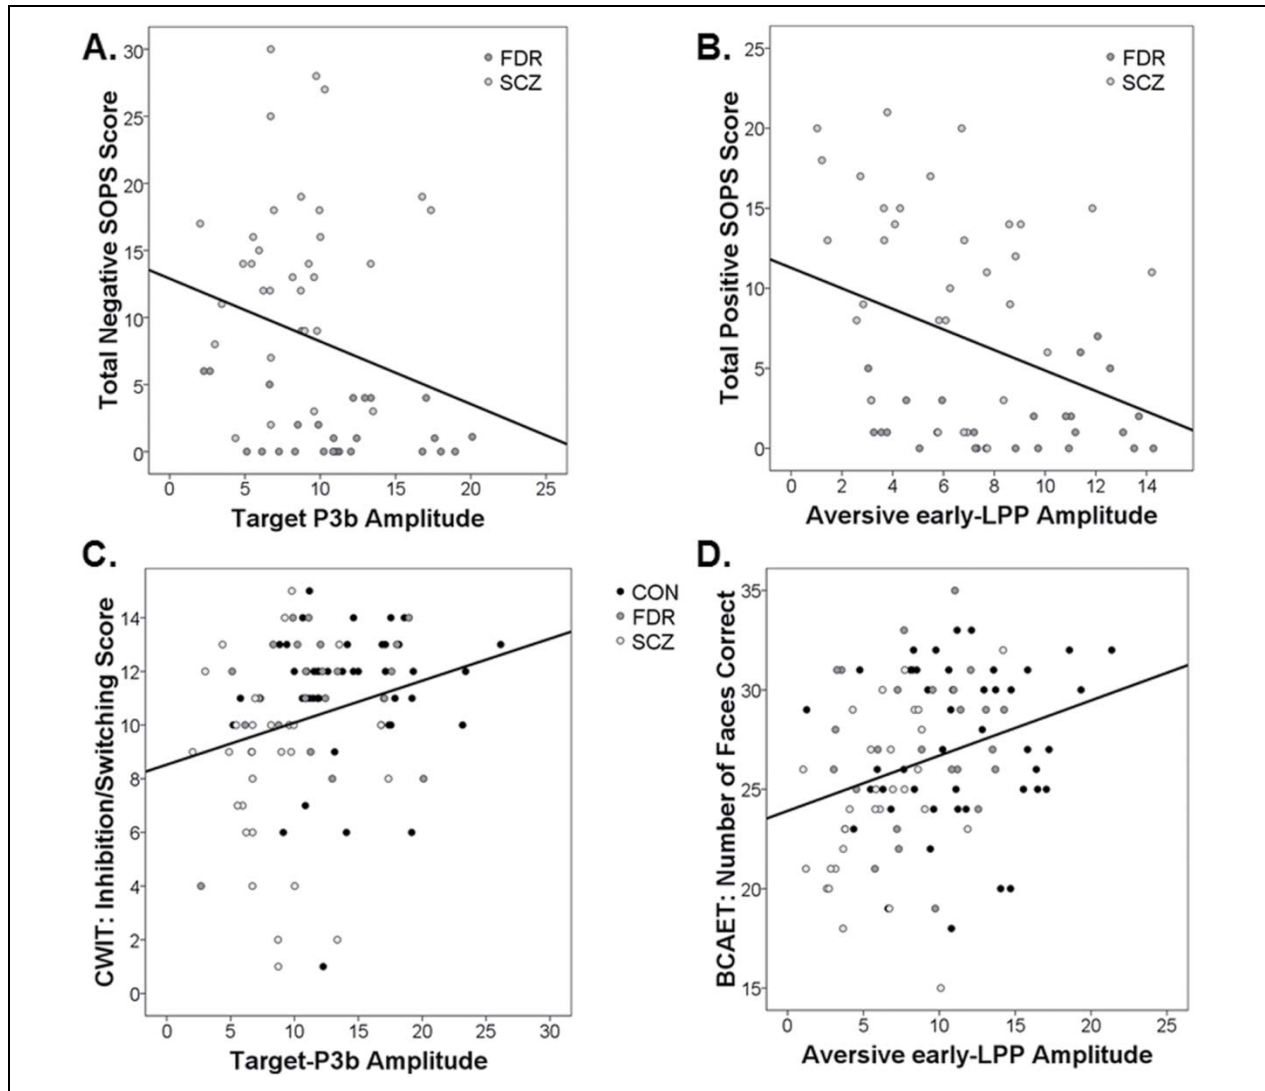 A.
Total Negative SOPS Score
30
25
20
15
10
5
0
FDR
SCZ
0 5 10 15 20 25
Target P3b Amplitude
B.
Total Positive SOPS Score
25
20
15
10
5
0
FDR
SCZ
0 2 4 6 8 10 12 14
Aversive early-LPP Amplitude
C.
CWIT: Inhibition/Switching Score
14
12
10
8
6
4
2
0
0 5 10 15 20 25 30
Target-P3b Amplitude
CON
FDR
SCZ
D.
BCAET: Number of Faces Correct
35
30
25
20
15
0 5 10 15 20 25
Aversive early-LPP Amplitude